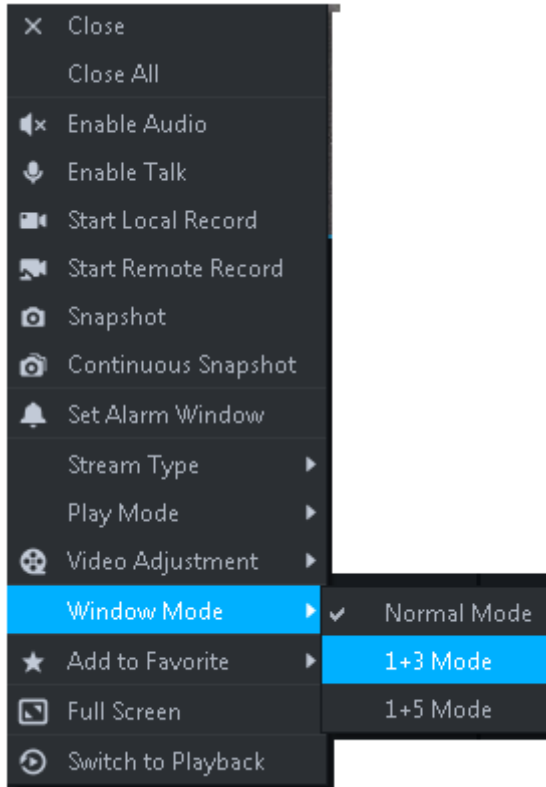 Close
Close All
Enable Audio
Enable Talk
Start Local Record
Start Remote Record
Snapshot
Continuous Snapshot
Set Alarm Window
Stream Type
Play Mode
Video Adjustment
Window Mode
Normal Mode
Add to Favorite
1+3 Mode
Full Screen
1+5 Mode
Switch to Playback